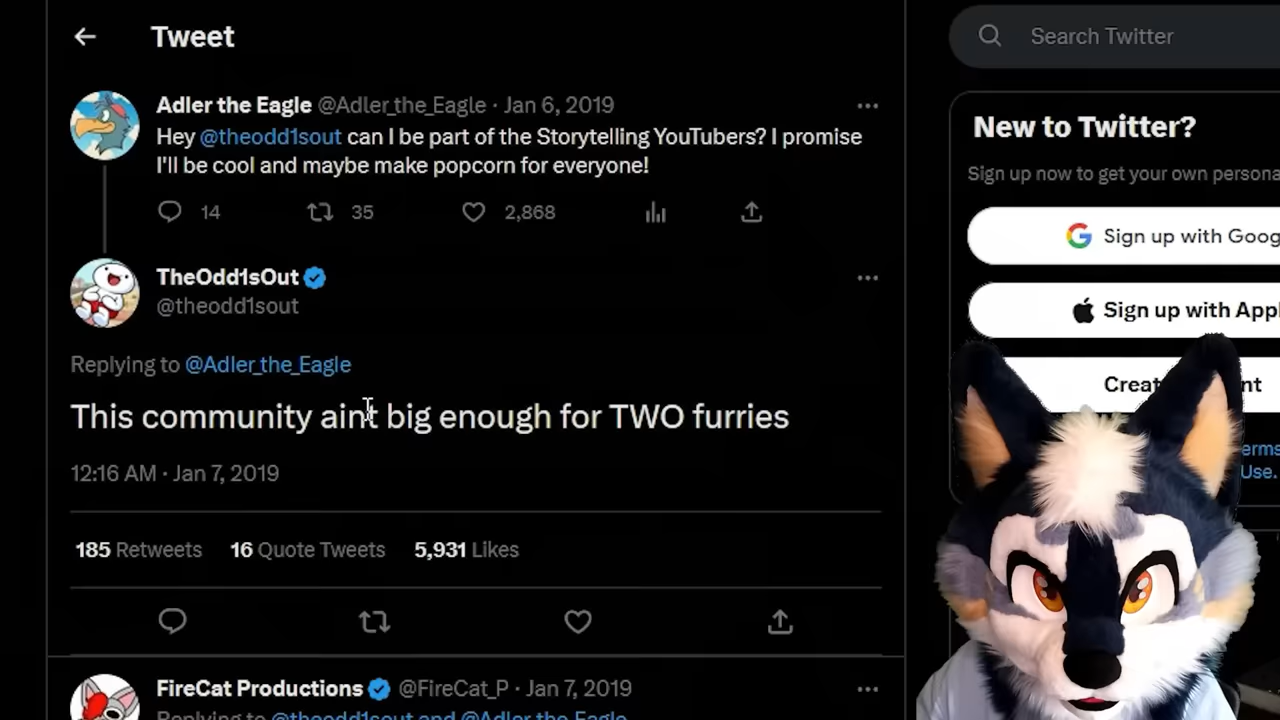 Tweet
Search Twitter
Adler the Eagle @Adler_the_Eagle · Jan 6, 2019
Hey @theodd1sout can I be part of the Storytelling YouTubers? I promise
I'll be cool and maybe make popcorn for everyone!
14 35 2,868
TheOdd1sOut
@theodd1sout
Replying to @Adler_the_Eagle
This community aint big enough for TWO furries
12:16 AM · Jan 7, 2019
185 Retweets 16 Quote Tweets 5,931 Likes
FireCat Productions @FireCat_P · Jan 7, 2019
Replying to @theodd1sout and @Adler_the_Eagle
New to Twitter?
Sign up now to get your own persona
Sign up with Goog
Sign up with Appl
Creat nt
erms
Use.